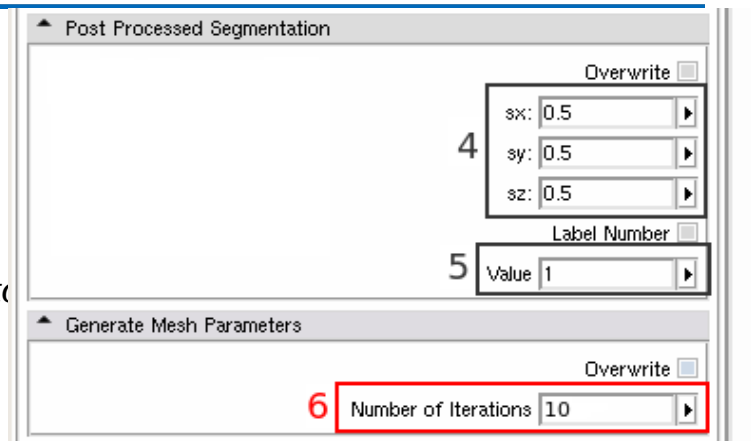 Post Processed Segmentation
Overwrite
4
sx: 0.5
sy: 0.5
sz: 0.5
Label Number
5 Value 1
Generate Mesh Parameters
Overwrite
6 Number of Iterations 10